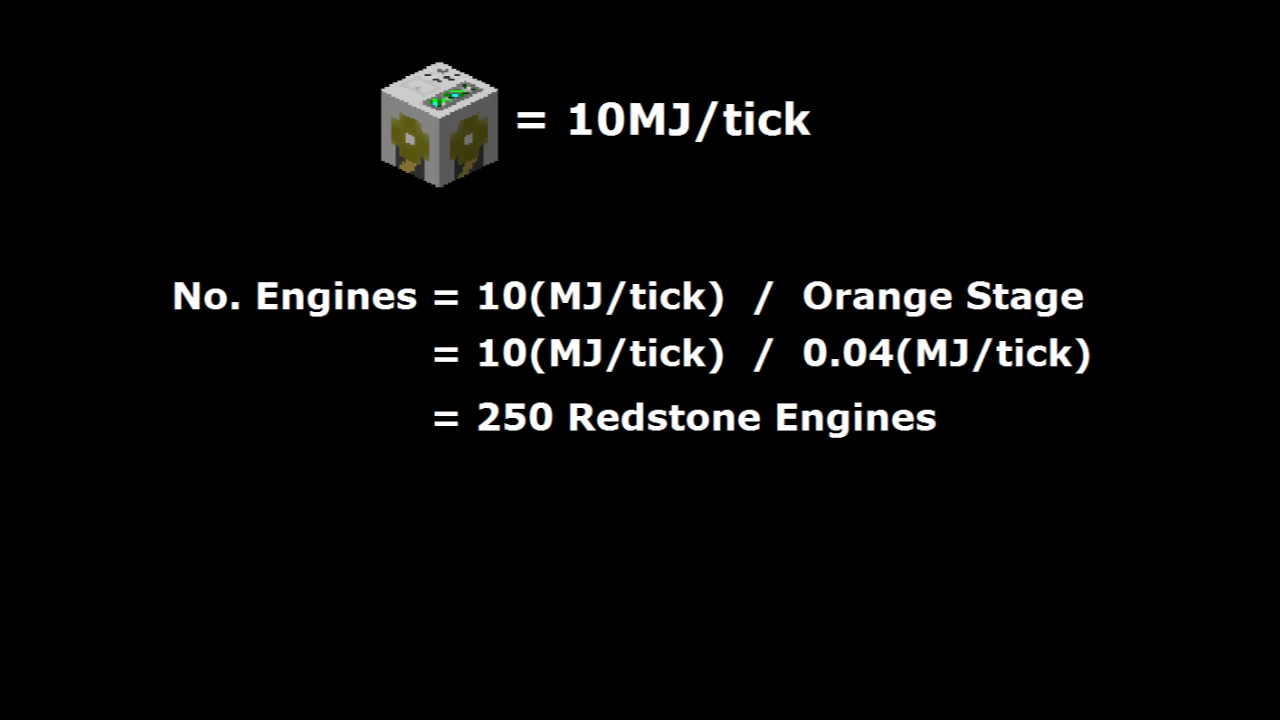 = 10MJ/tick
No. Engines = 10(MJ/tick) / Orange Stage
= 10(MJ/tick) / 0.04(MJ/tick)
= 250 Redstone Engines